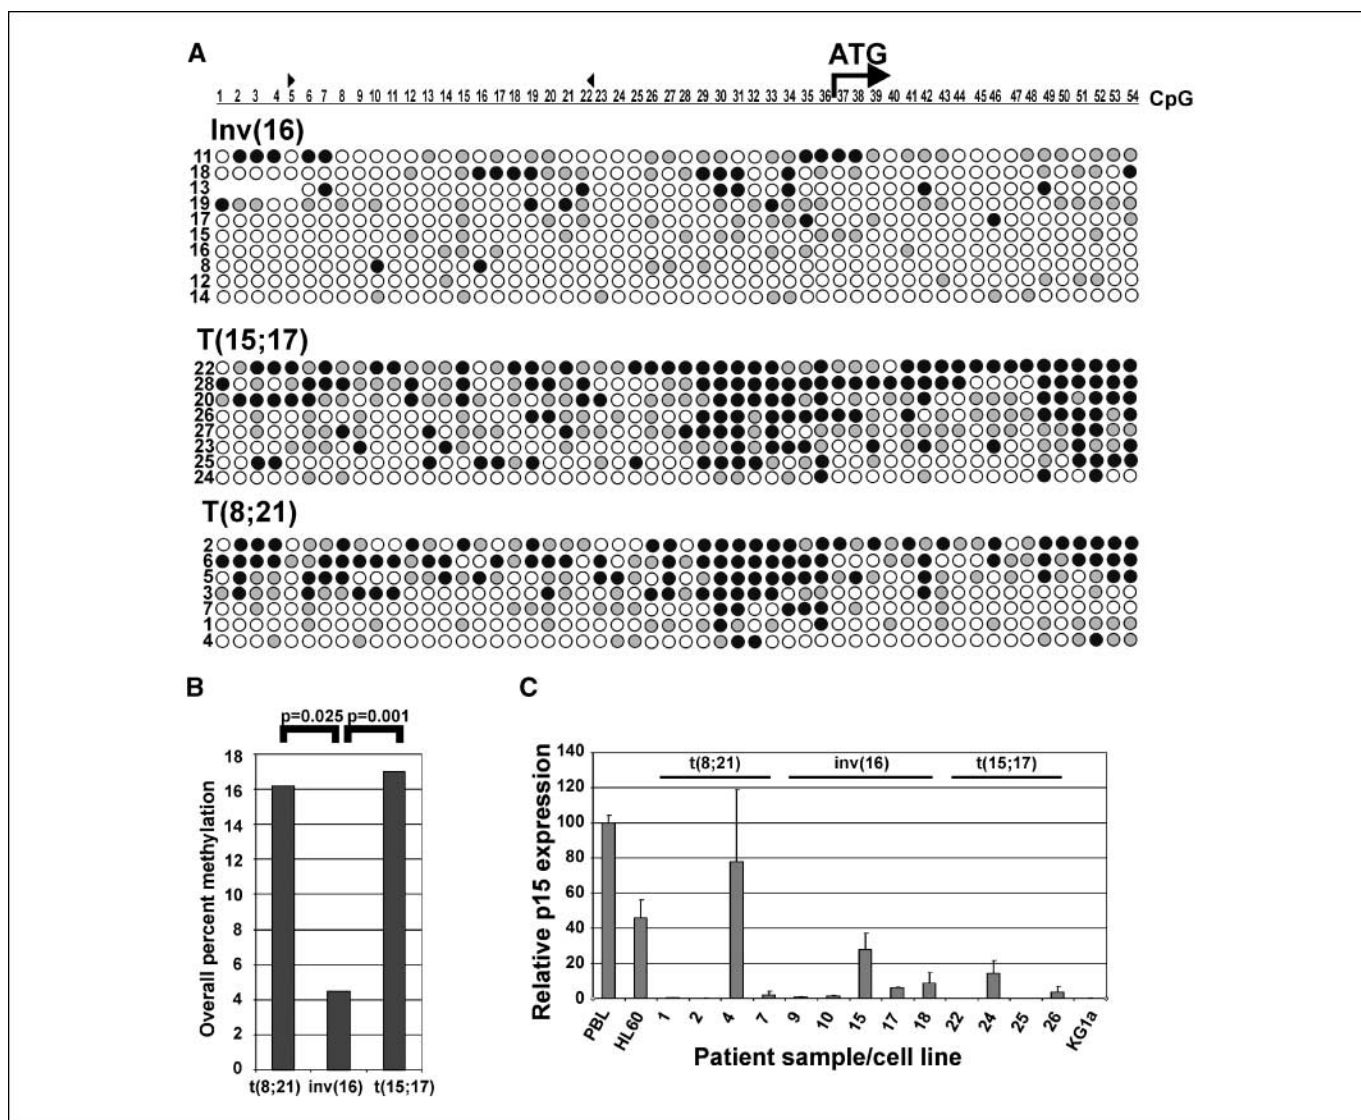 A
ATG
1 2 3 4 5 6 7 8 9 10 11 12 13 14 15 16 17 18 19 20 21 22 23 24 25 26 27 28 29 30 31 32 33 34 35 36 37 38 39 40 41 42 43 44 45 46 47 48 49 50 51 52 53 54 CpG
Inv(16)
11
18
13
19
17
15
16
8
12
14
T(15;17)
22
28
20
26
27
23
25
24
T(8;21)
2
6
5
3
7
1
4
B
p=0.025 p=0.001
Overall percent methylation
18
16
14
12
10
8
6
4
2
0
t(8;21) inv(16) t(15;17)
C
Relative p15 expression
140
120
100
80
60
40
20
0
t(8;21) inv(16) t(15;17)
PBL HL60 1 2 4 7 9 10 15 17 18 22 24 25 26 KG1a
Patient sample/cell line